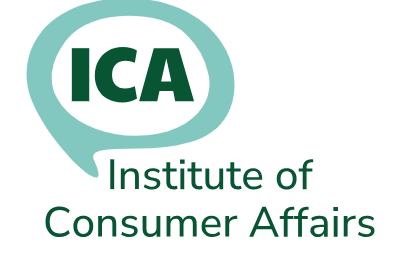 ICA
Institute of
Consumer Affairs